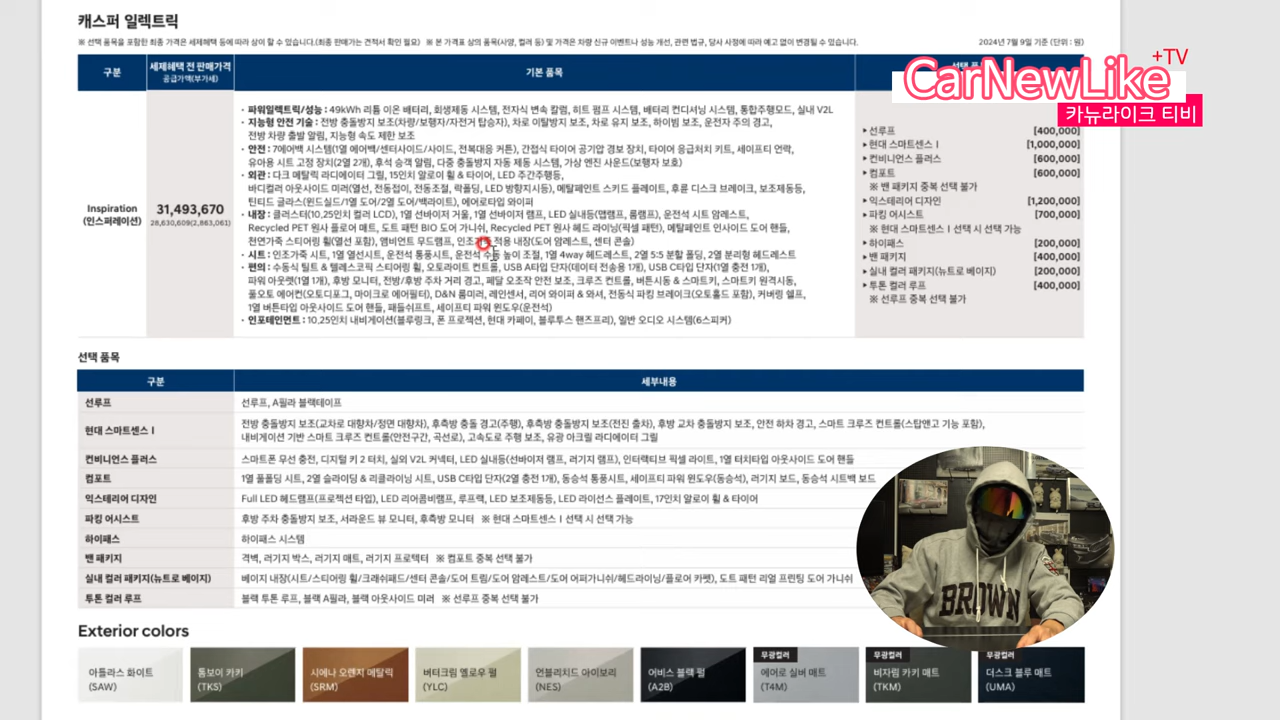 캐스퍼 일렉트릭
※ 선택 품목을 포함한 최종 가격은 세제혜택 등에 따라 상이 할 수 있습니다.(최종 판매가는 견적서 확인 필요) ※ 본 가격표 상의 품목(사양, 컬러 등) 및 가격은 차량 신규 이벤트나 성능 개선, 관련 법규, 당사 사정에 따라 예고 없이 변경될 수 있습니다.
2024년 7월 9일 기준 (단위 : 원)
+TV
CarNewLike
카뉴라이크 티비
구분
세제혜택 전 판매가격
공급가액(부가세)
기본 품목
선택 품
Inspiration
(인스퍼레이션)
31,493,670
28,630,609(2,863,061)
· 파워일렉트릭/성능 : 49kWh 리튬 이온 배터리, 회생제동 시스템, 전자식 변속 칼럼, 히트 펌프 시스템, 배터리 컨디셔닝 시스템, 통합주행모드, 실내 V2L
· 지능형 안전 기술 : 전방 충돌방지 보조(차량/보행자/자전거 탑승자), 차로 이탈방지 보조, 차로 유지 보조, 하이빔 보조, 운전자 주의 경고,
전방 차량 출발 알림, 지능형 속도 제한 보조
· 안전 : 7에어백 시스템(1열 에어백/센터사이드/사이드, 전복대응 커튼), 간접식 타이어 공기압 경보 장치, 타이어 응급처치 키트, 세이프티 언락,
유아용 시트 고정 장치(2열 2개), 후석 승객 알림, 다중 충돌방지 자동 제동 시스템, 가상 엔진 사운드(보행자 보호)
· 외관 : 다크 메탈릭 라디에이터 그릴, 15인치 알로이 휠 & 타이어, LED 주간주행등,
바디컬러 아웃사이드 미러(열선, 전동접이, 전동조절, 락폴딩, LED 방향지시등), 메탈페인트 스키드 플레이트, 후륜 디스크 브레이크, 보조제동등,
틴티드 글라스(윈드실드/1열 도어/2열 도어/백라이트), 에어로타입 와이퍼
· 내장 : 클러스터(10.25인치 컬러 LCD), 1열 선바이저 거울, 1열 선바이저 램프, LED 실내등(맵램프, 룸램프), 운전석 시트 암레스트,
Recycled PET 원사 플로어 매트, 도트 패턴 BIO 도어 가니쉬, Recycled PET 원사 헤드 라이닝(픽셀 패턴), 메탈페인트 인사이드 도어 핸들,
천연가죽 스티어링 휠(열선 포함), 앰비언트 무드램프, 인조가죽 적용 내장(도어 암레스트, 센터 콘솔)
· 시트 : 인조가죽 시트, 1열 열선시트, 운전석 통풍시트, 운전석 수동 높이 조절, 1열 4way 헤드레스트, 2열 5:5 분할 폴딩, 2열 분리형 헤드레스트
· 편의 : 수동식 틸트 & 텔레스코픽 스티어링 휠, 오토라이트 컨트롤, USB A타입 단자(데이터 전송용 1개), USB C타입 단자(1열 충전 1개),
파워 아웃렛(1열 1개), 후방 모니터, 전방/후방 주차 거리 경고, 페달 오조작 안전 보조, 크루즈 컨트롤, 버튼시동 & 스마트키, 스마트키 원격시동,
풀오토 에어컨(오토디포그, 마이크로 에어필터), D&N 룸미러, 레인센서, 리어 와이퍼 & 와셔, 전동식 파킹 브레이크(오토홀드 포함), 커버링 쉘프,
1열 버튼타입 아웃사이드 도어 핸들, 패들쉬프트, 세이프티 파워 윈도우(운전석)
· 인포테인먼트 : 10.25인치 내비게이션(블루링크, 폰 프로젝션, 현대 카페이, 블루투스 핸즈프리), 일반 오디오 시스템(6스피커)
▸선루프 [400,000]
▸현대 스마트센스 I [1,000,000]
▸컨비니언스 플러스 [600,000]
▸컴포트 [600,000]
※ 밴 패키지 중복 선택 불가
▸익스테리어 디자인 [1,200,000]
▸파킹 어시스트 [700,000]
※ 현대 스마트센스 I 선택 시 선택 가능
▸하이패스 [200,000]
▸밴 패키지 [400,000]
▸실내 컬러 패키지(뉴트로 베이지) [200,000]
▸투톤 컬러 루프 [400,000]
※ 선루프 중복 선택 불가
선택 품목
구분 세부내용
선루프 선루프, A필라 블랙테이프
현대 스마트센스 I 전방 충돌방지 보조(교차로 대향차/정면 대향차), 후측방 충돌 경고(주행), 후측방 충돌방지 보조(전진 출차), 후방 교차 충돌방지 보조, 안전 하차 경고, 스마트 크루즈 컨트롤(스탑앤고 기능 포함),
내비게이션 기반 스마트 크루즈 컨트롤(안전구간, 곡선로), 고속도로 주행 보조, 유광 아크릴 라디에이터 그릴
컨비니언스 플러스 스마트폰 무선 충전, 디지털 키 2 터치, 실외 V2L 커넥터, LED 실내등(선바이저 램프, 러기지 램프), 인터랙티브 픽셀 라이트, 1열 터치타입 아웃사이드 도어 핸들
컴포트 1열 풀폴딩 시트, 2열 슬라이딩 & 리클라이닝 시트, USB C타입 단자(2열 충전 1개), 동승석 통풍시트, 세이프티 파워 윈도우(동승석), 러기지 보드, 동승석 시트백 보드
익스테리어 디자인 Full LED 헤드램프(프로젝션 타입), LED 리어콤비램프, 루프랙, LED 보조제동등, LED 라이선스 플레이트, 17인치 알로이 휠 & 타이어
파킹 어시스트 후방 주차 충돌방지 보조, 서라운드 뷰 모니터, 후측방 모니터 ※ 현대 스마트센스 I 선택 시 선택 가능
하이패스 하이패스 시스템
밴 패키지 격벽, 러기지 박스, 러기지 매트, 러기지 프로텍터 ※ 컴포트 중복 선택 불가
실내 컬러 패키지(뉴트로 베이지) 베이지 내장(시트/스티어링 휠/크래쉬패드/센터 콘솔/도어 트림/도어 암레스트/도어 어퍼가니쉬/헤드라이닝/플로어 카펫), 도트 패턴 리얼 프린팅 도어 가니쉬
투톤 컬러 루프 블랙 투톤 루프, 블랙 A필라, 블랙 아웃사이드 미러 ※ 선루프 중복 선택 불가
BROWN
Exterior colors
아틀라스 화이트
(SAW)
톰보이 카키
(TKS)
시에나 오렌지 메탈릭
(SRM)
버터크림 옐로우 펄
(YLC)
언블리치드 아이보리
(NES)
어비스 블랙 펄
(A2B)
무광컬러
에어로 실버 매트
(T4M)
무광컬러
비자림 카키 매트
(TKM)
무광컬러
더스크 블루 매트
(UMA)